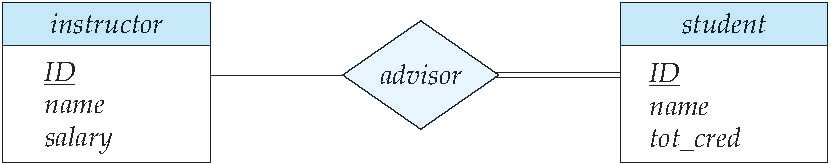 instructor
ID
name
salary
advisor
student
ID
name
tot_cred